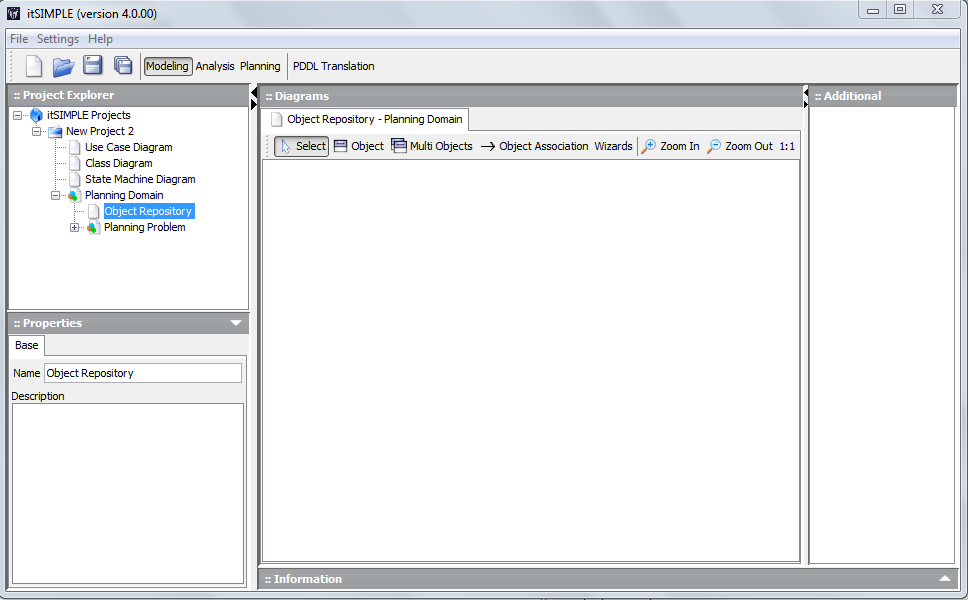 itSIMPLE (version 4.0.00)
File Settings Help
Modeling Analysis Planning PDDL Translation
:: Project Explorer
itSIMPLE Projects
New Project 2
Use Case Diagram
Class Diagram
State Machine Diagram
Planning Domain
Object Repository
Planning Problem
:: Properties
Base
Name Object Repository
Description
:: Diagrams
Object Repository - Planning Domain
Select Object Multi Objects Object Association Wizards Zoom In Zoom Out 1:1
:: Information
:: Additional